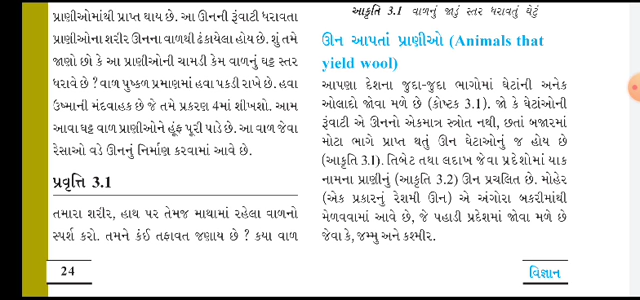 પ્રાણીઓમાંથી પ્રાપ્ત થાય છે. આ ઊનની રૂંવાટી ધરાવતા
પ્રાણીઓના શરીર ઊનના વાળથી ઢંકાયેલા હોય છે. શું તમે
જાણો છો કે આ પ્રાણીઓની ચામડી કેમ વાળનું ઘટ્ટ સ્તર
ધરાવે છે ? વાળ પુષ્કળ પ્રમાણમાં હવા પકડી રાખે છે. હવા
ઉષ્માની મંદવાહક છે જે તમે પ્રકરણ 4માં શીખશો. આમ
આવા ઘટ્ટ વાળ પ્રાણીઓને હૂંફ પૂરી પાડે છે. આ વાળ જેવા
રેસાઓ વડે ઊનનું નિર્માણ કરવામાં આવે છે.
પ્રવૃત્તિ 3.1
તમારા શરીર, હાથ પર તેમજ માથામાં રહેલા વાળનો
સ્પર્શ કરો. તમને કંઈ તફાવત જણાય છે ? કયા વાળ
24
આકૃતિ 3.1 વાળનું જાડું સ્તર ધરાવતું ઘેટું
ઊન આપતાં પ્રાણીઓ (Animals that
yield wool)
આપણા દેશના જુદા-જુદા ભાગોમાં ઘેટાંની અનેક
ઓલાદો જોવા મળે છે (કોષ્ટક 3.1). જો કે ઘેટાંઓની
રૂંવાટી એ ઊનનો એકમાત્ર સ્ત્રોત નથી, છતાં બજારમાં
મોટા ભાગે પ્રાપ્ત થતું ઊન ઘેટાઓનું જ હોય છે
(આકૃતિ 3.1). તિબેટ તથા લદાખ જેવા પ્રદેશોમાં યાક
નામના પ્રાણીનું (આકૃતિ 3.2) ઊન પ્રચલિત છે. મોહેર
(એક પ્રકારનું રેશમી ઊન) એ અંગોરા બકરીમાંથી
મેળવવામાં આવે છે, જે પહાડી પ્રદેશમાં જોવા મળે છે
જેવા કે, જમ્મુ અને કશ્મીર.
વિજ્ઞાન